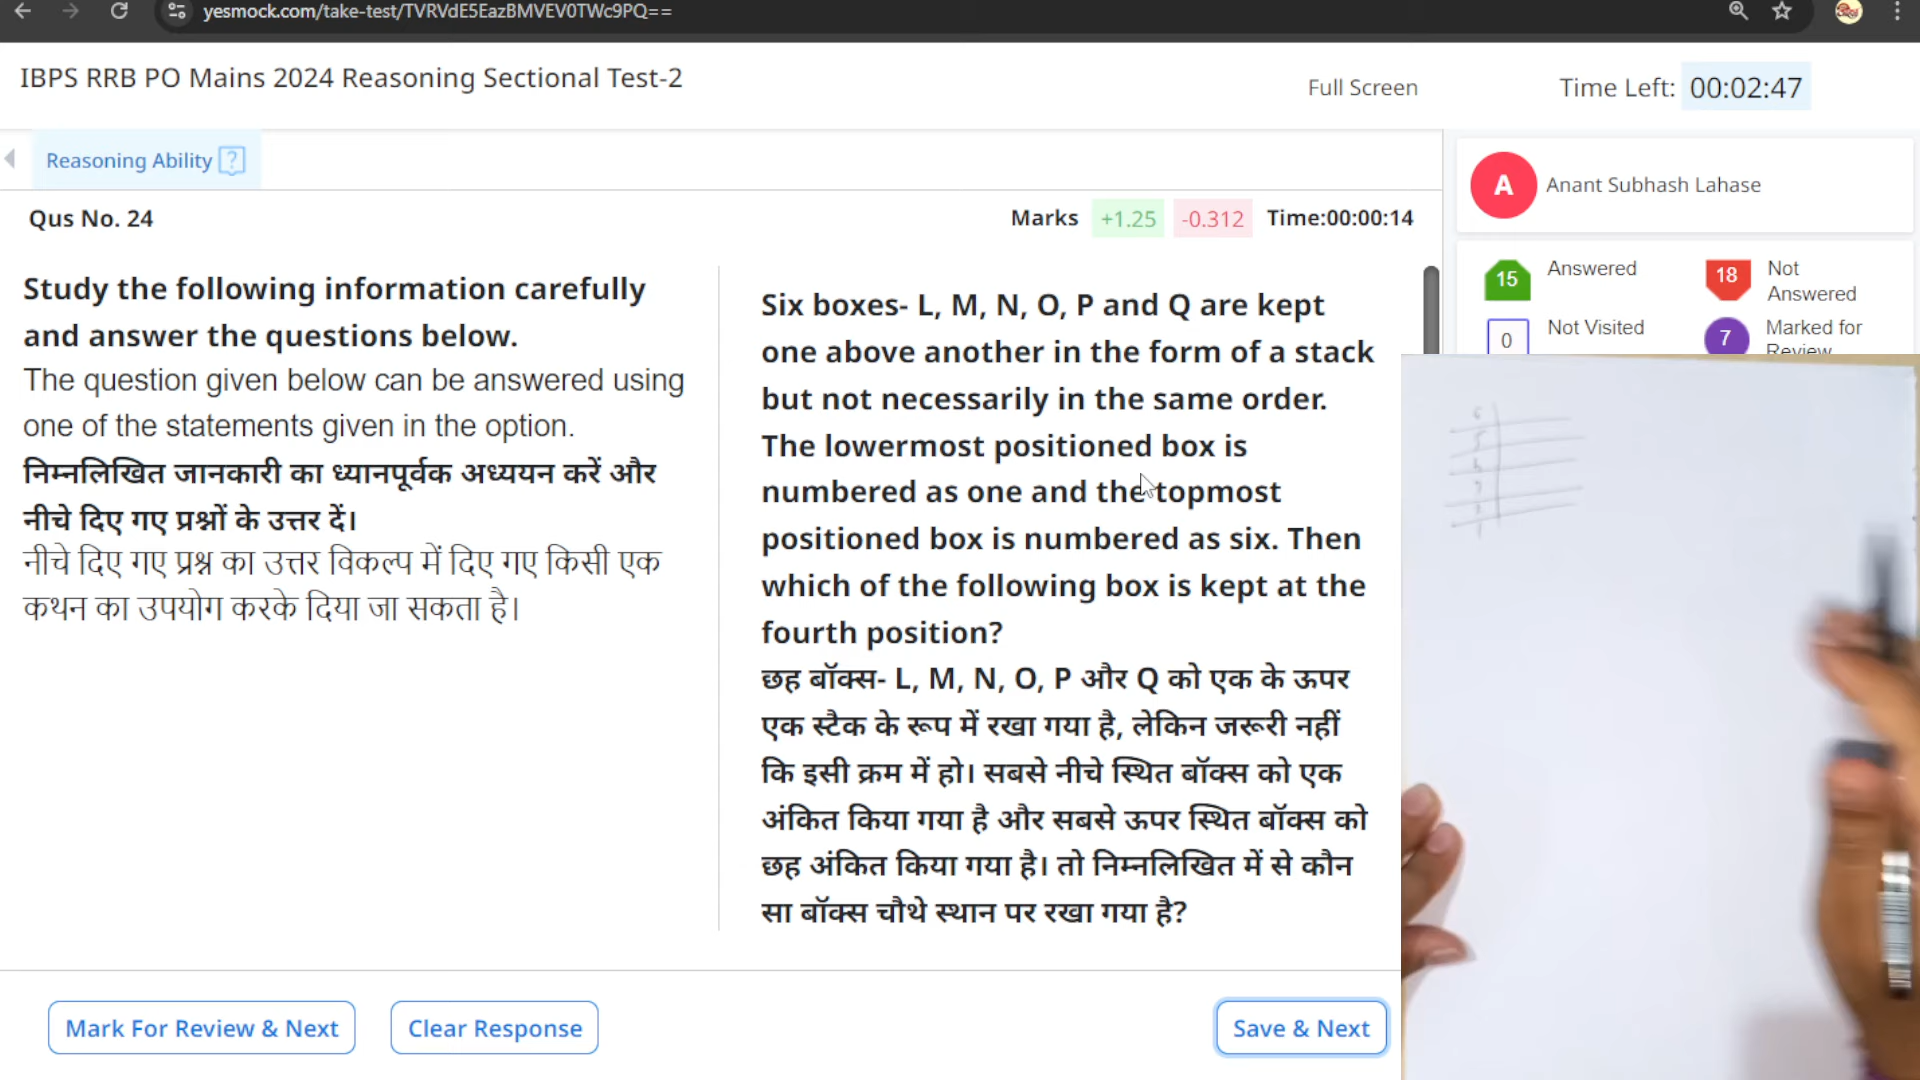 yesmock.com/take-test/TVRVdE5EazBMVEV0TWc9PQ==
IBPS RRB PO Mains 2024 Reasoning Sectional Test-2
Full Screen
Time Left: 00:02:47
Reasoning Ability
Qus No. 24
Marks +1.25 -0.312 Time:00:00:14
Study the following information carefully
and answer the questions below.
The question given below can be answered using
one of the statements given in the option.
निम्नलिखित जानकारी का ध्यानपूर्वक अध्ययन करें और
नीचे दिए गए प्रश्नों के उत्तर दें।
नीचे दिए गए प्रश्न का उत्तर विकल्प में दिए गए किसी एक
कथन का उपयोग करके दिया जा सकता है।
Six boxes- L, M, N, O, P and Q are kept
one above another in the form of a stack
but not necessarily in the same order.
The lowermost positioned box is
numbered as one and the topmost
positioned box is numbered as six. Then
which of the following box is kept at the
fourth position?
छह बॉक्स- L, M, N, O, P और Q को एक के ऊपर
एक स्टैक के रूप में रखा गया है, लेकिन जरूरी नहीं
कि इसी क्रम में हो। सबसे नीचे स्थित बॉक्स को एक
अंकित किया गया है और सबसे ऊपर स्थित बॉक्स को
छह अंकित किया गया है। तो निम्नलिखित में से कौन
सा बॉक्स चौथे स्थान पर रखा गया है?
A Anant Subhash Lahase
15 Answered
18 Not
Answered
0 Not Visited
7 Marked for
Review
Mark For Review & Next
Clear Response
Save & Next